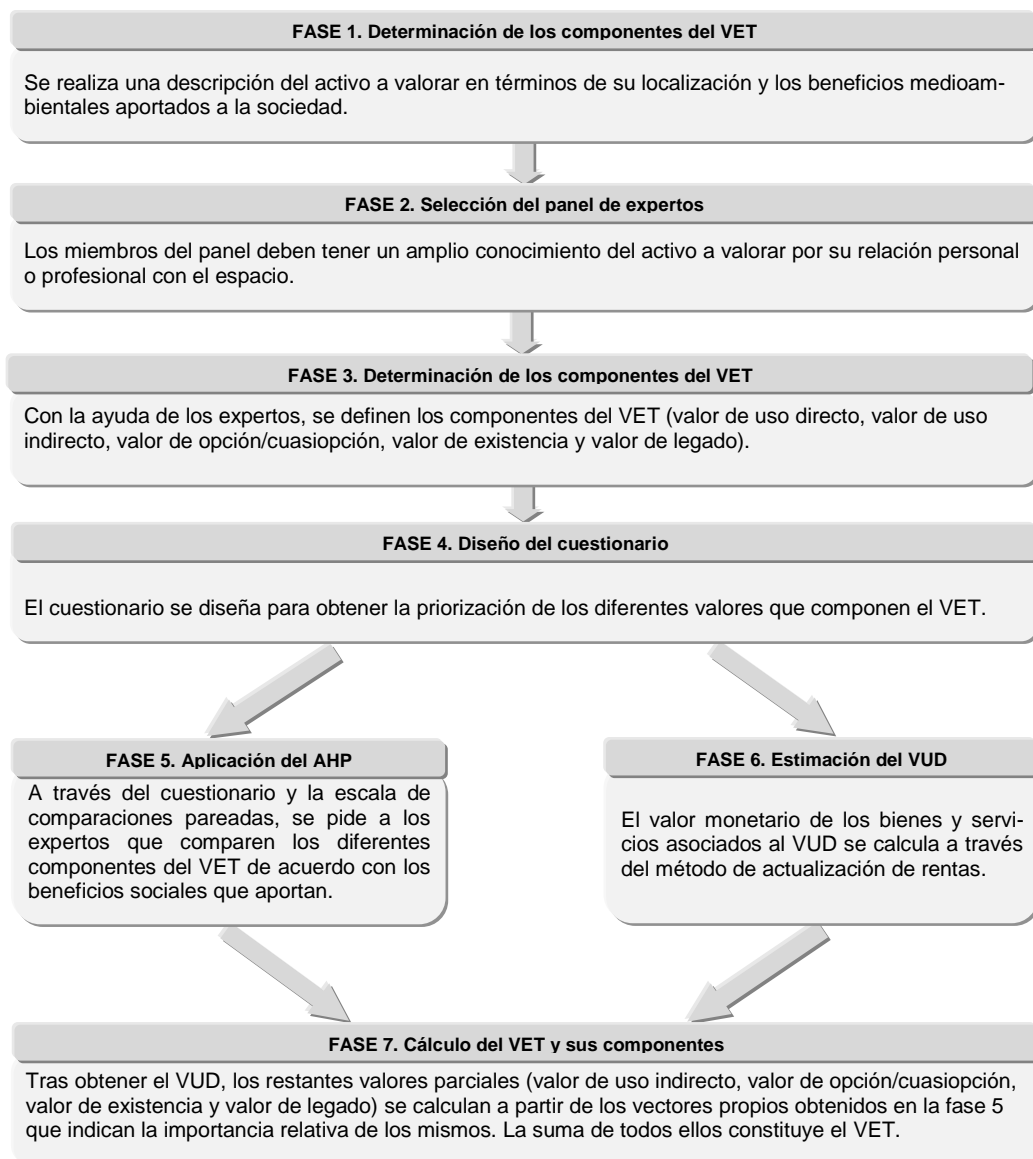 FASE 1. Determinación de los componentes del VET
Se realiza una descripción del activo a valorar en términos de su localización y los beneficios medioam-
bientales aportados a la sociedad.
FASE 2. Selección del panel de expertos
Los miembros del panel deben tener un amplio conocimiento del activo a valorar por su relación personal
o profesional con el espacio.
FASE 3. Determinación de los componentes del VET
Con la ayuda de los expertos, se definen los componentes del VET (valor de uso directo, valor de uso
indirecto, valor de opción/cuasiopción, valor de existencia y valor de legado).
FASE 4. Diseño del cuestionario
El cuestionario se diseña para obtener la priorización de los diferentes valores que componen el VET.
FASE 5. Aplicación del AHP
A través del cuestionario y la escala de
comparaciones pareadas, se pide a los
expertos que comparen los diferentes
componentes del VET de acuerdo con los
beneficios sociales que aportan.
FASE 6. Estimación del VUD
El valor monetario de los bienes y servi-
cios asociados al VUD se calcula a través
del método de actualización de rentas.
FASE 7. Cálculo del VET y sus componentes
Tras obtener el VUD, los restantes valores parciales (valor de uso indirecto, valor de opción/cuasiopción,
valor de existencia y valor de legado) se calculan a partir de los vectores propios obtenidos en la fase 5
que indican la importancia relativa de los mismos. La suma de todos ellos constituye el VET.